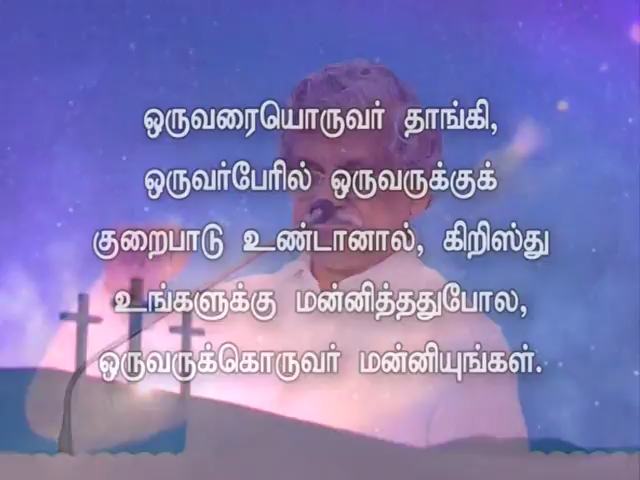 ஒருவரையொருவர் தாங்கி,
ஒருவர்பேரில் ஒருவருக்குக்
குறைபாடு உண்டானால், கிறிஸ்து
உங்களுக்கு மன்னித்ததுபோல,
ஒருவருக்கொருவர் மன்னியுங்கள்.